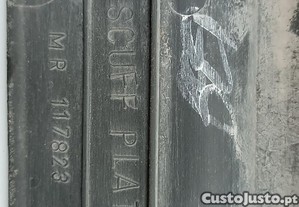 MR 117823
SCUFF PLAT
CustoJusto.pt